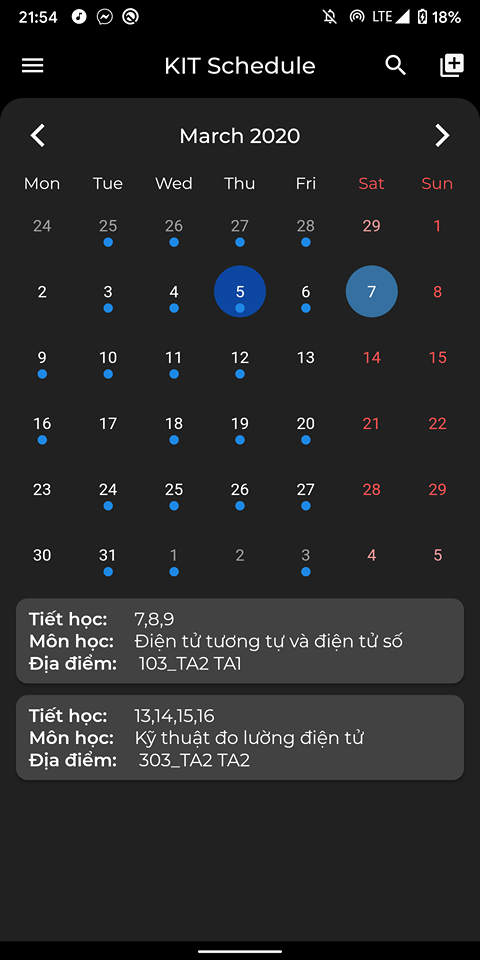 21:54 LTE 18%
KIT Schedule
March 2020
Mon Tue Wed Thu Fri Sat Sun
24 25 26 27 28 29 1
2 3 4 5 6 7 8
9 10 11 12 13 14 15
16 17 18 19 20 21 22
23 24 25 26 27 28 29
30 31 1 2 3 4 5
Tiết học: 7,8,9
Môn học: Điện tử tương tự và điện tử số
Địa điểm: 103_TA2 TA1
Tiết học: 13,14,15,16
Môn học: Kỹ thuật đo lường điện tử
Địa điểm: 303_TA2 TA2